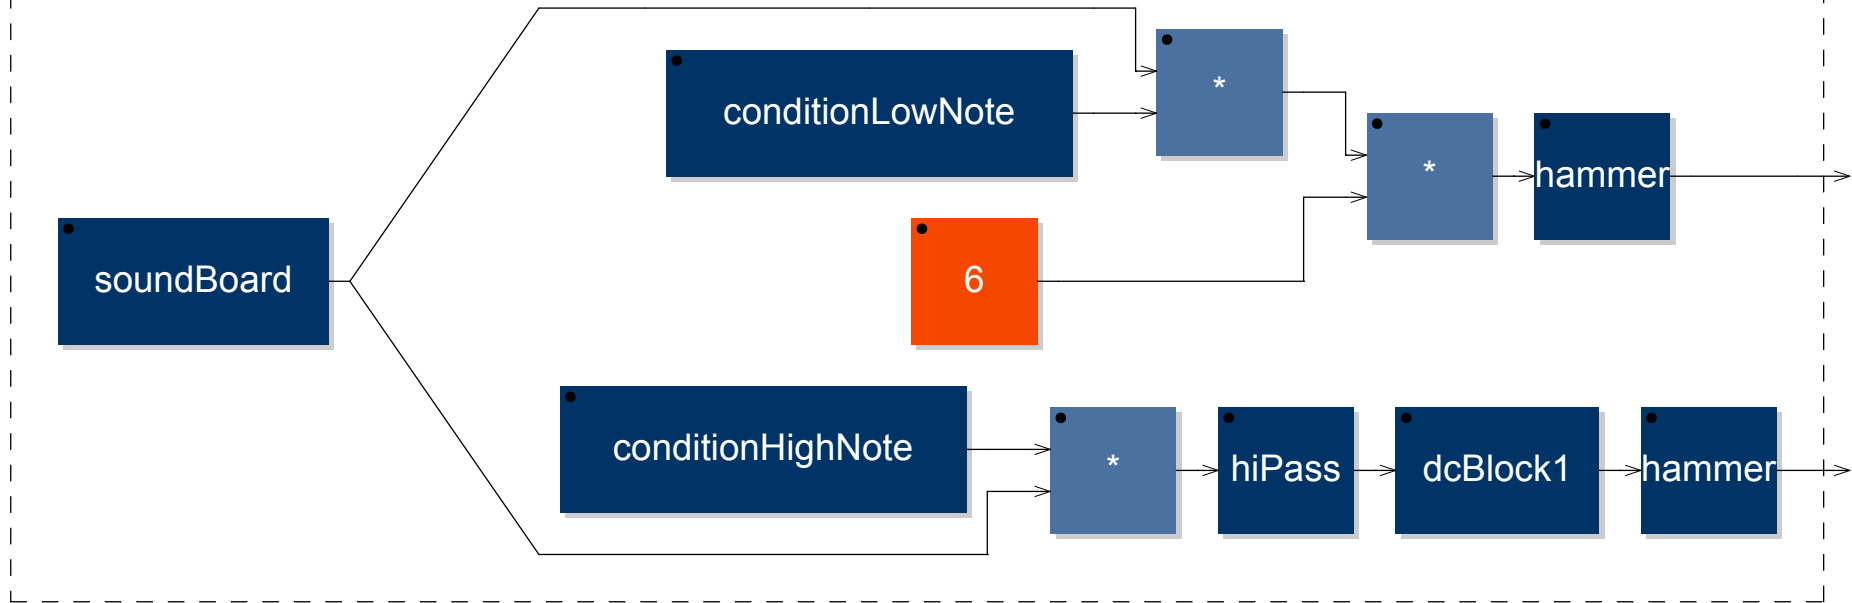 *
conditionLowNote
*
hammer
soundBoard
6
conditionHighNote
*
hiPass
dcBlock1
hammer